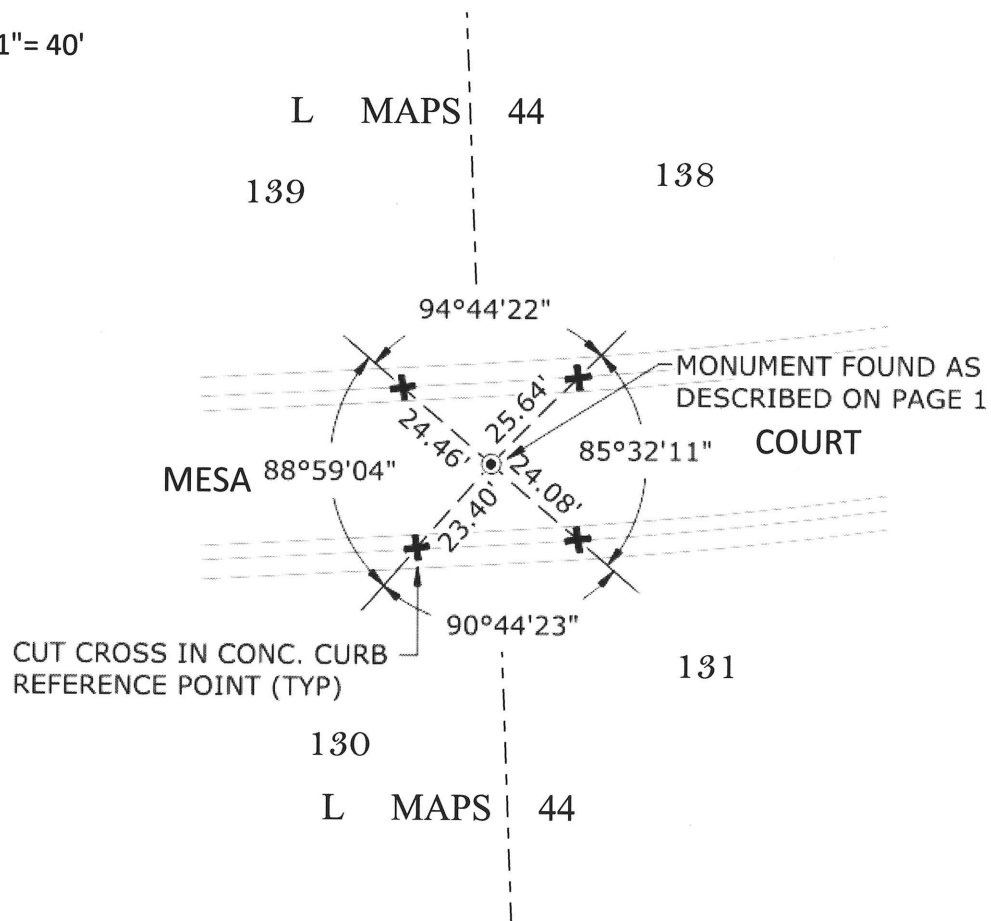 1"= 40'
L MAPS 44
139
138
94°44'22"
MONUMENT FOUND AS
DESCRIBED ON PAGE 1
25.64'
24.46'
MESA
88°59'04"
85°32'11"
COURT
24.08'
23.40'
90°44'23"
CUT CROSS IN CONC. CURB
REFERENCE POINT (TYP)
131
130
L MAPS 44